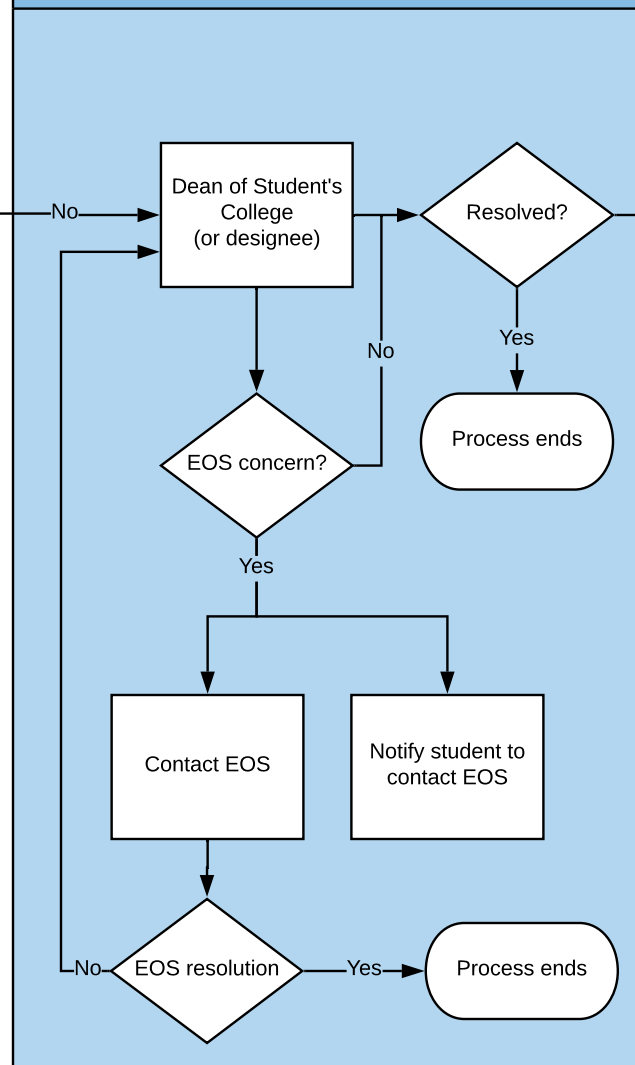 No
Dean of Student's
College
(or designee)
Resolved?
Yes
Process ends
No
EOS concern?
Yes
Contact EOS
Notify student to
contact EOS
No
EOS resolution
Yes
Process ends